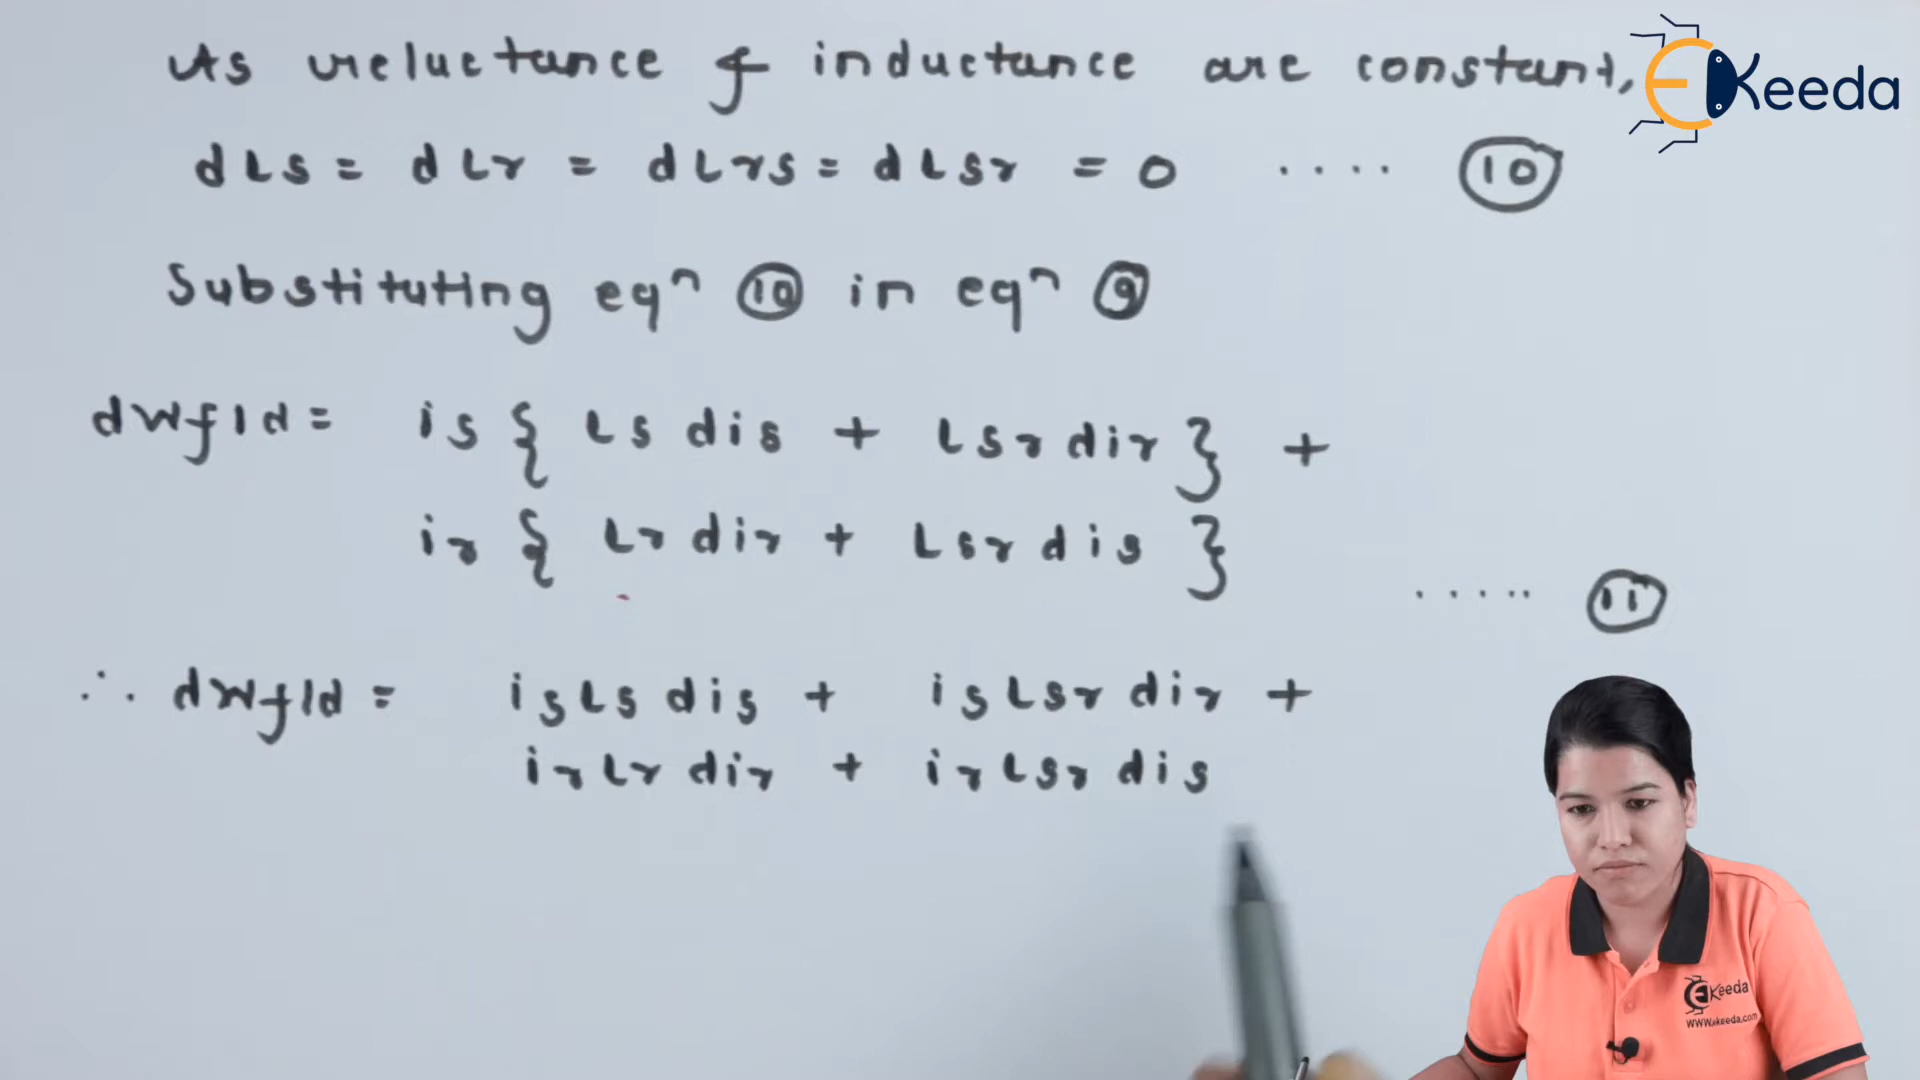 As reluctance & inductance are constant,
dLs = dLr = dLrs = dLsr = 0 .... 10
Substituting eqⁿ 10 in eqⁿ 9
dWfld = is { Ls dis + Lsr dir } +
ir { Lr dir + Lsr dis }
..... 11
∴ dWfld = is Ls dis + is Lsr dir +
ir Lr dir + ir Lsr dis
EKeeda
EKeeda
www.ekeeda.com